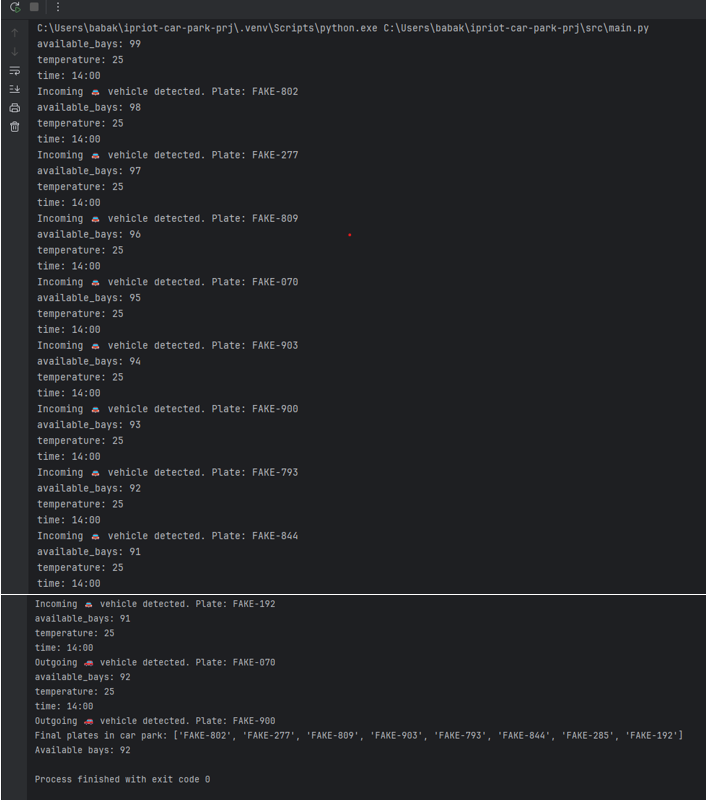 C:\Users\babak\ipriot-car-park-prj\.venv\Scripts\python.exe C:\Users\babak\ipriot-car-park-prj\src\main.py
available_bays: 99
temperature: 25
time: 14:00
Incoming 🚘 vehicle detected. Plate: FAKE-802
available_bays: 98
temperature: 25
time: 14:00
Incoming 🚘 vehicle detected. Plate: FAKE-277
available_bays: 97
temperature: 25
time: 14:00
Incoming 🚘 vehicle detected. Plate: FAKE-809
available_bays: 96
temperature: 25
time: 14:00
Incoming 🚘 vehicle detected. Plate: FAKE-070
available_bays: 95
temperature: 25
time: 14:00
Incoming 🚘 vehicle detected. Plate: FAKE-903
available_bays: 94
temperature: 25
time: 14:00
Incoming 🚘 vehicle detected. Plate: FAKE-900
available_bays: 93
temperature: 25
time: 14:00
Incoming 🚘 vehicle detected. Plate: FAKE-793
available_bays: 92
temperature: 25
time: 14:00
Incoming 🚘 vehicle detected. Plate: FAKE-844
available_bays: 91
temperature: 25
time: 14:00
Incoming 🚘 vehicle detected. Plate: FAKE-192
available_bays: 91
temperature: 25
time: 14:00
Outgoing 🚗 vehicle detected. Plate: FAKE-070
available_bays: 92
temperature: 25
time: 14:00
Outgoing 🚗 vehicle detected. Plate: FAKE-900
Final plates in car park: ['FAKE-802', 'FAKE-277', 'FAKE-809', 'FAKE-903', 'FAKE-793', 'FAKE-844', 'FAKE-285', 'FAKE-192']
Available bays: 92
Process finished with exit code 0